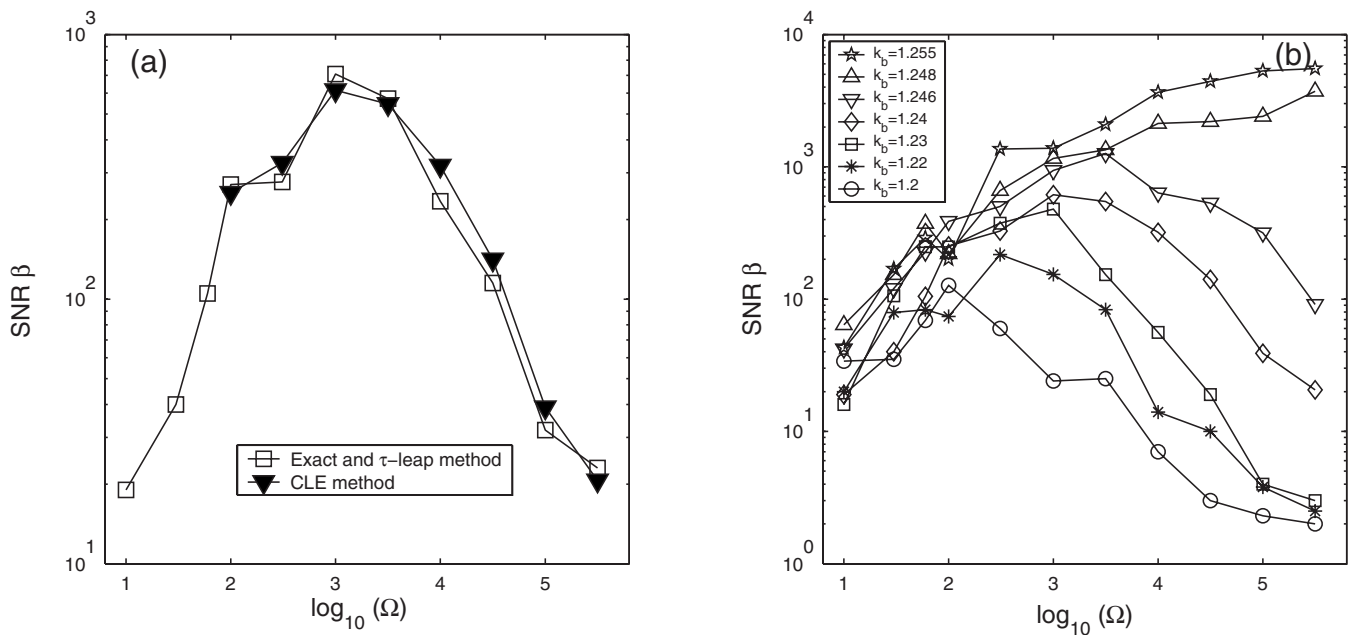 (a)
10^3
10^2
10^1
SNR β
1 2 3 4 5
log_10 (Ω)
Exact and τ−leap method
CLE method
(b)
10^4
10^3
10^2
10^1
10^0
SNR β
1 2 3 4 5
log_10 (Ω)
k_b=1.255
k_b=1.248
k_b=1.246
k_b=1.24
k_b=1.23
k_b=1.22
k_b=1.2